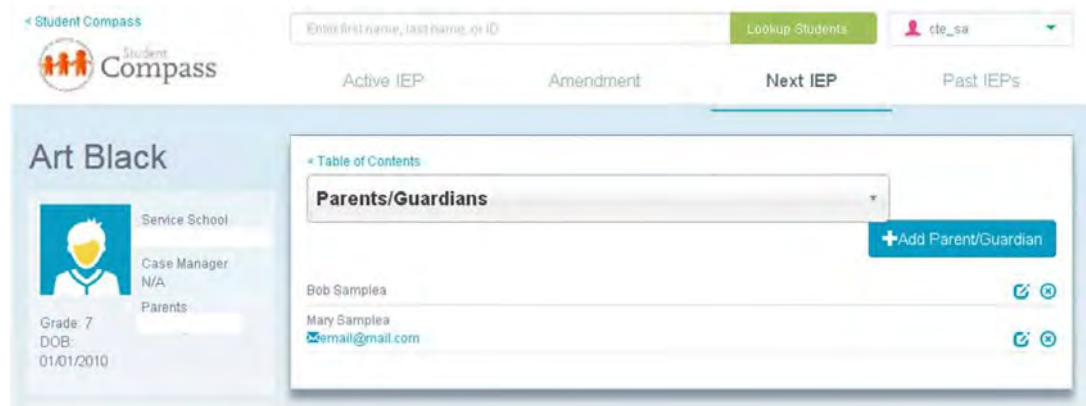 < Student Compass
Student Compass
Enter first name, last name, or ID
Lookup Students
cte_sa
Active IEP
Amendment
Next IEP
Past IEPs
Art Black
Service School
Case Manager
N/A
Parents
Grade: 7
DOB:
01/01/2010
< Table of Contents
Parents/Guardians
+Add Parent/Guardian
Bob Samplea
Mary Samplea
email@mail.com